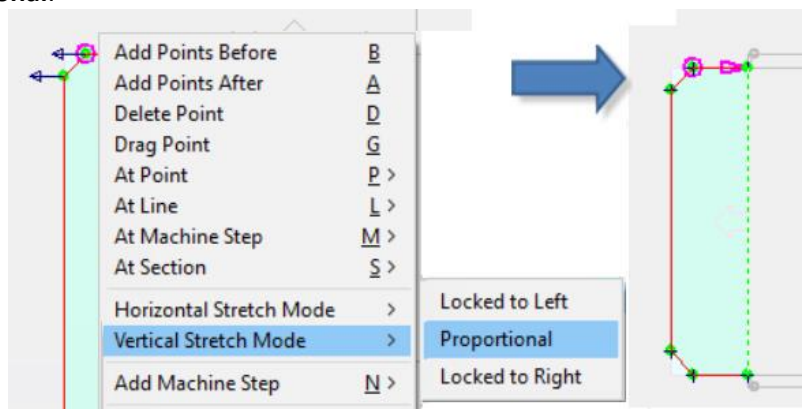 Add Points Before B
Add Points After A
Delete Point D
Drag Point G
At Point P >
At Line L >
At Machine Step M >
At Section S >
Horizontal Stretch Mode >
Vertical Stretch Mode >
Add Machine Step N >
Locked to Left
Proportional
Locked to Right